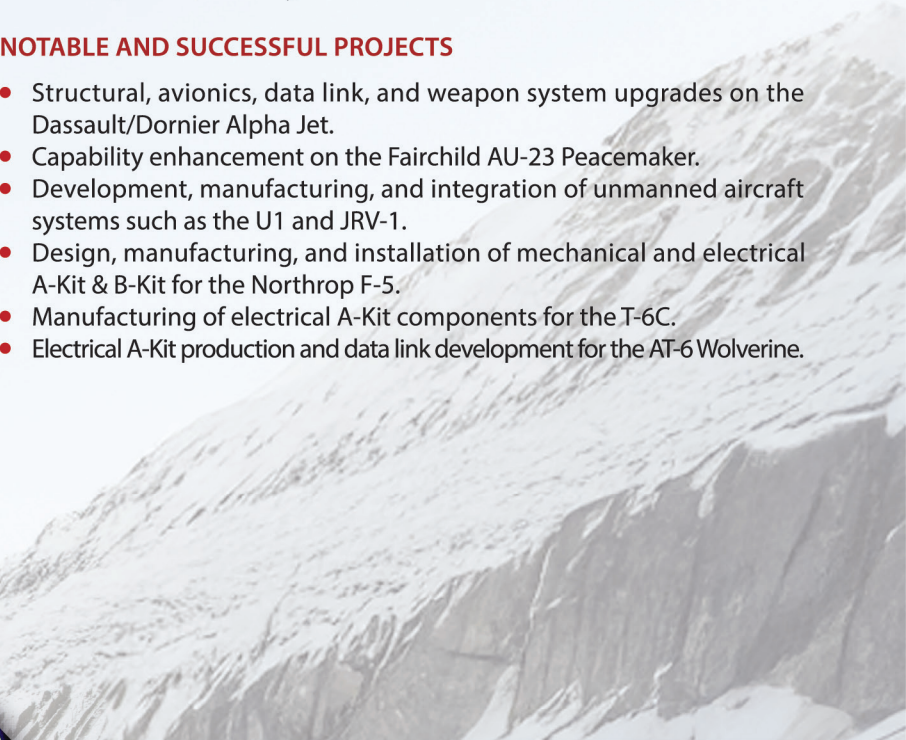 NOTABLE AND SUCCESSFUL PROJECTS
• Structural, avionics, data link, and weapon system upgrades on the
Dassault/Dornier Alpha Jet.
• Capability enhancement on the Fairchild AU-23 Peacemaker.
• Development, manufacturing, and integration of unmanned aircraft
systems such as the U1 and JRV-1.
• Design, manufacturing, and installation of mechanical and electrical
A-Kit & B-Kit for the Northrop F-5.
• Manufacturing of electrical A-Kit components for the T-6C.
• Electrical A-Kit production and data link development for the AT-6 Wolverine.